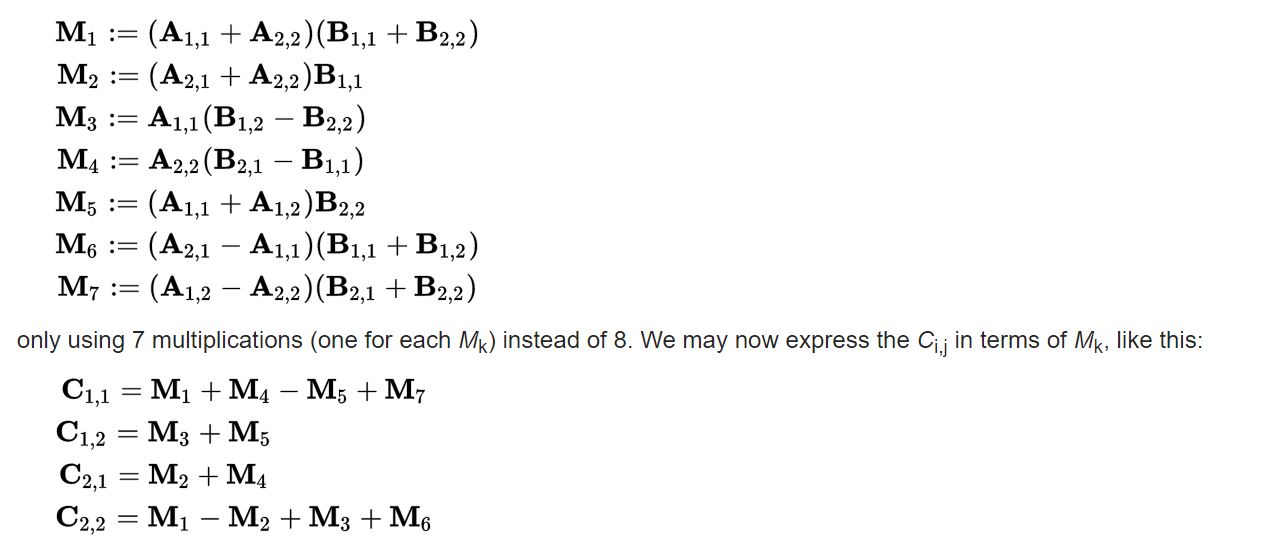 M₁ := (A₁,₁ + A₂,₂)(B₁,₁ + B₂,₂)
M₂ := (A₂,₁ + A₂,₂)B₁,₁
M₃ := A₁,₁(B₁,₂ − B₂,₂)
M₄ := A₂,₂(B₂,₁ − B₁,₁)
M₅ := (A₁,₁ + A₁,₂)B₂,₂
M₆ := (A₂,₁ − A₁,₁)(B₁,₁ + B₁,₂)
M₇ := (A₁,₂ − A₂,₂)(B₂,₁ + B₂,₂)
only using 7 multiplications (one for each Mₖ) instead of 8. We may now express the Cᵢ,ⱼ in terms of Mₖ, like this:
C₁,₁ = M₁ + M₄ − M₅ + M₇
C₁,₂ = M₃ + M₅
C₂,₁ = M₂ + M₄
C₂,₂ = M₁ − M₂ + M₃ + M₆